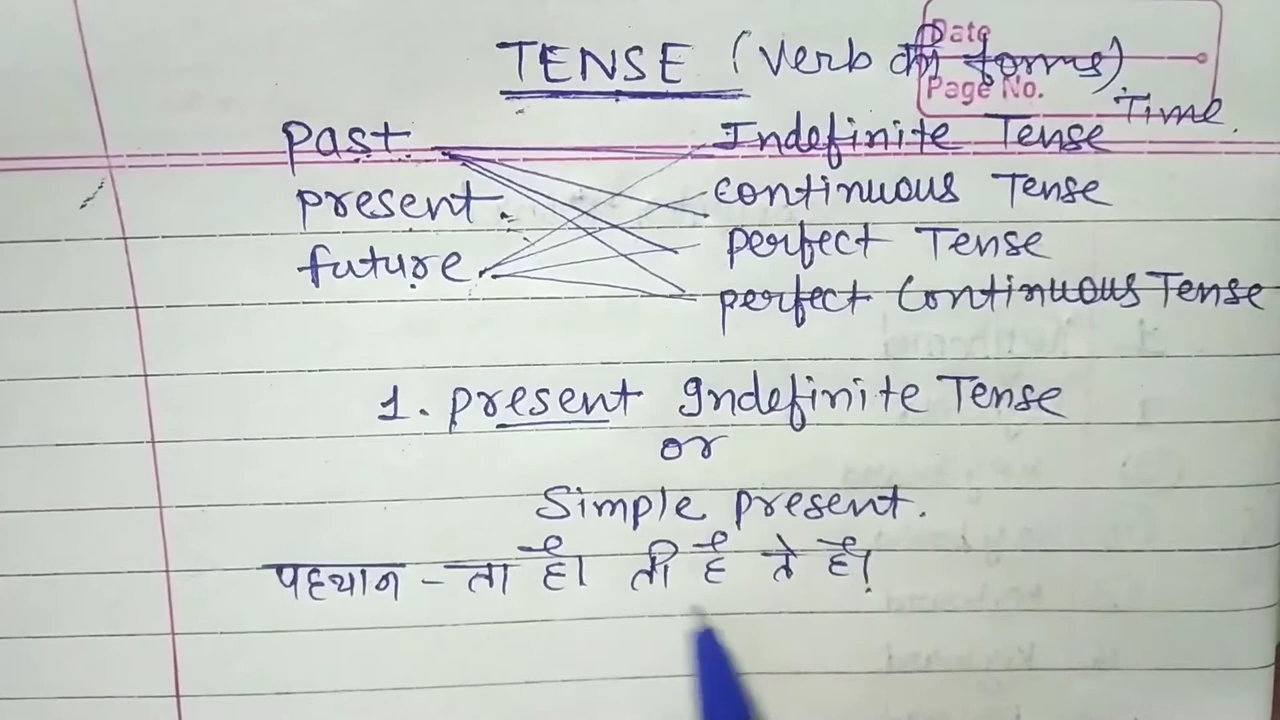 Date
TENSE (Verb की forms)
Page No.
Time.
past
Indefinite Tense
present
continuous Tense
future
perfect Tense
perfect Continuous Tense
1. present Indefinite Tense
or
Simple present.
पहचान - ता है। ती है ते है।